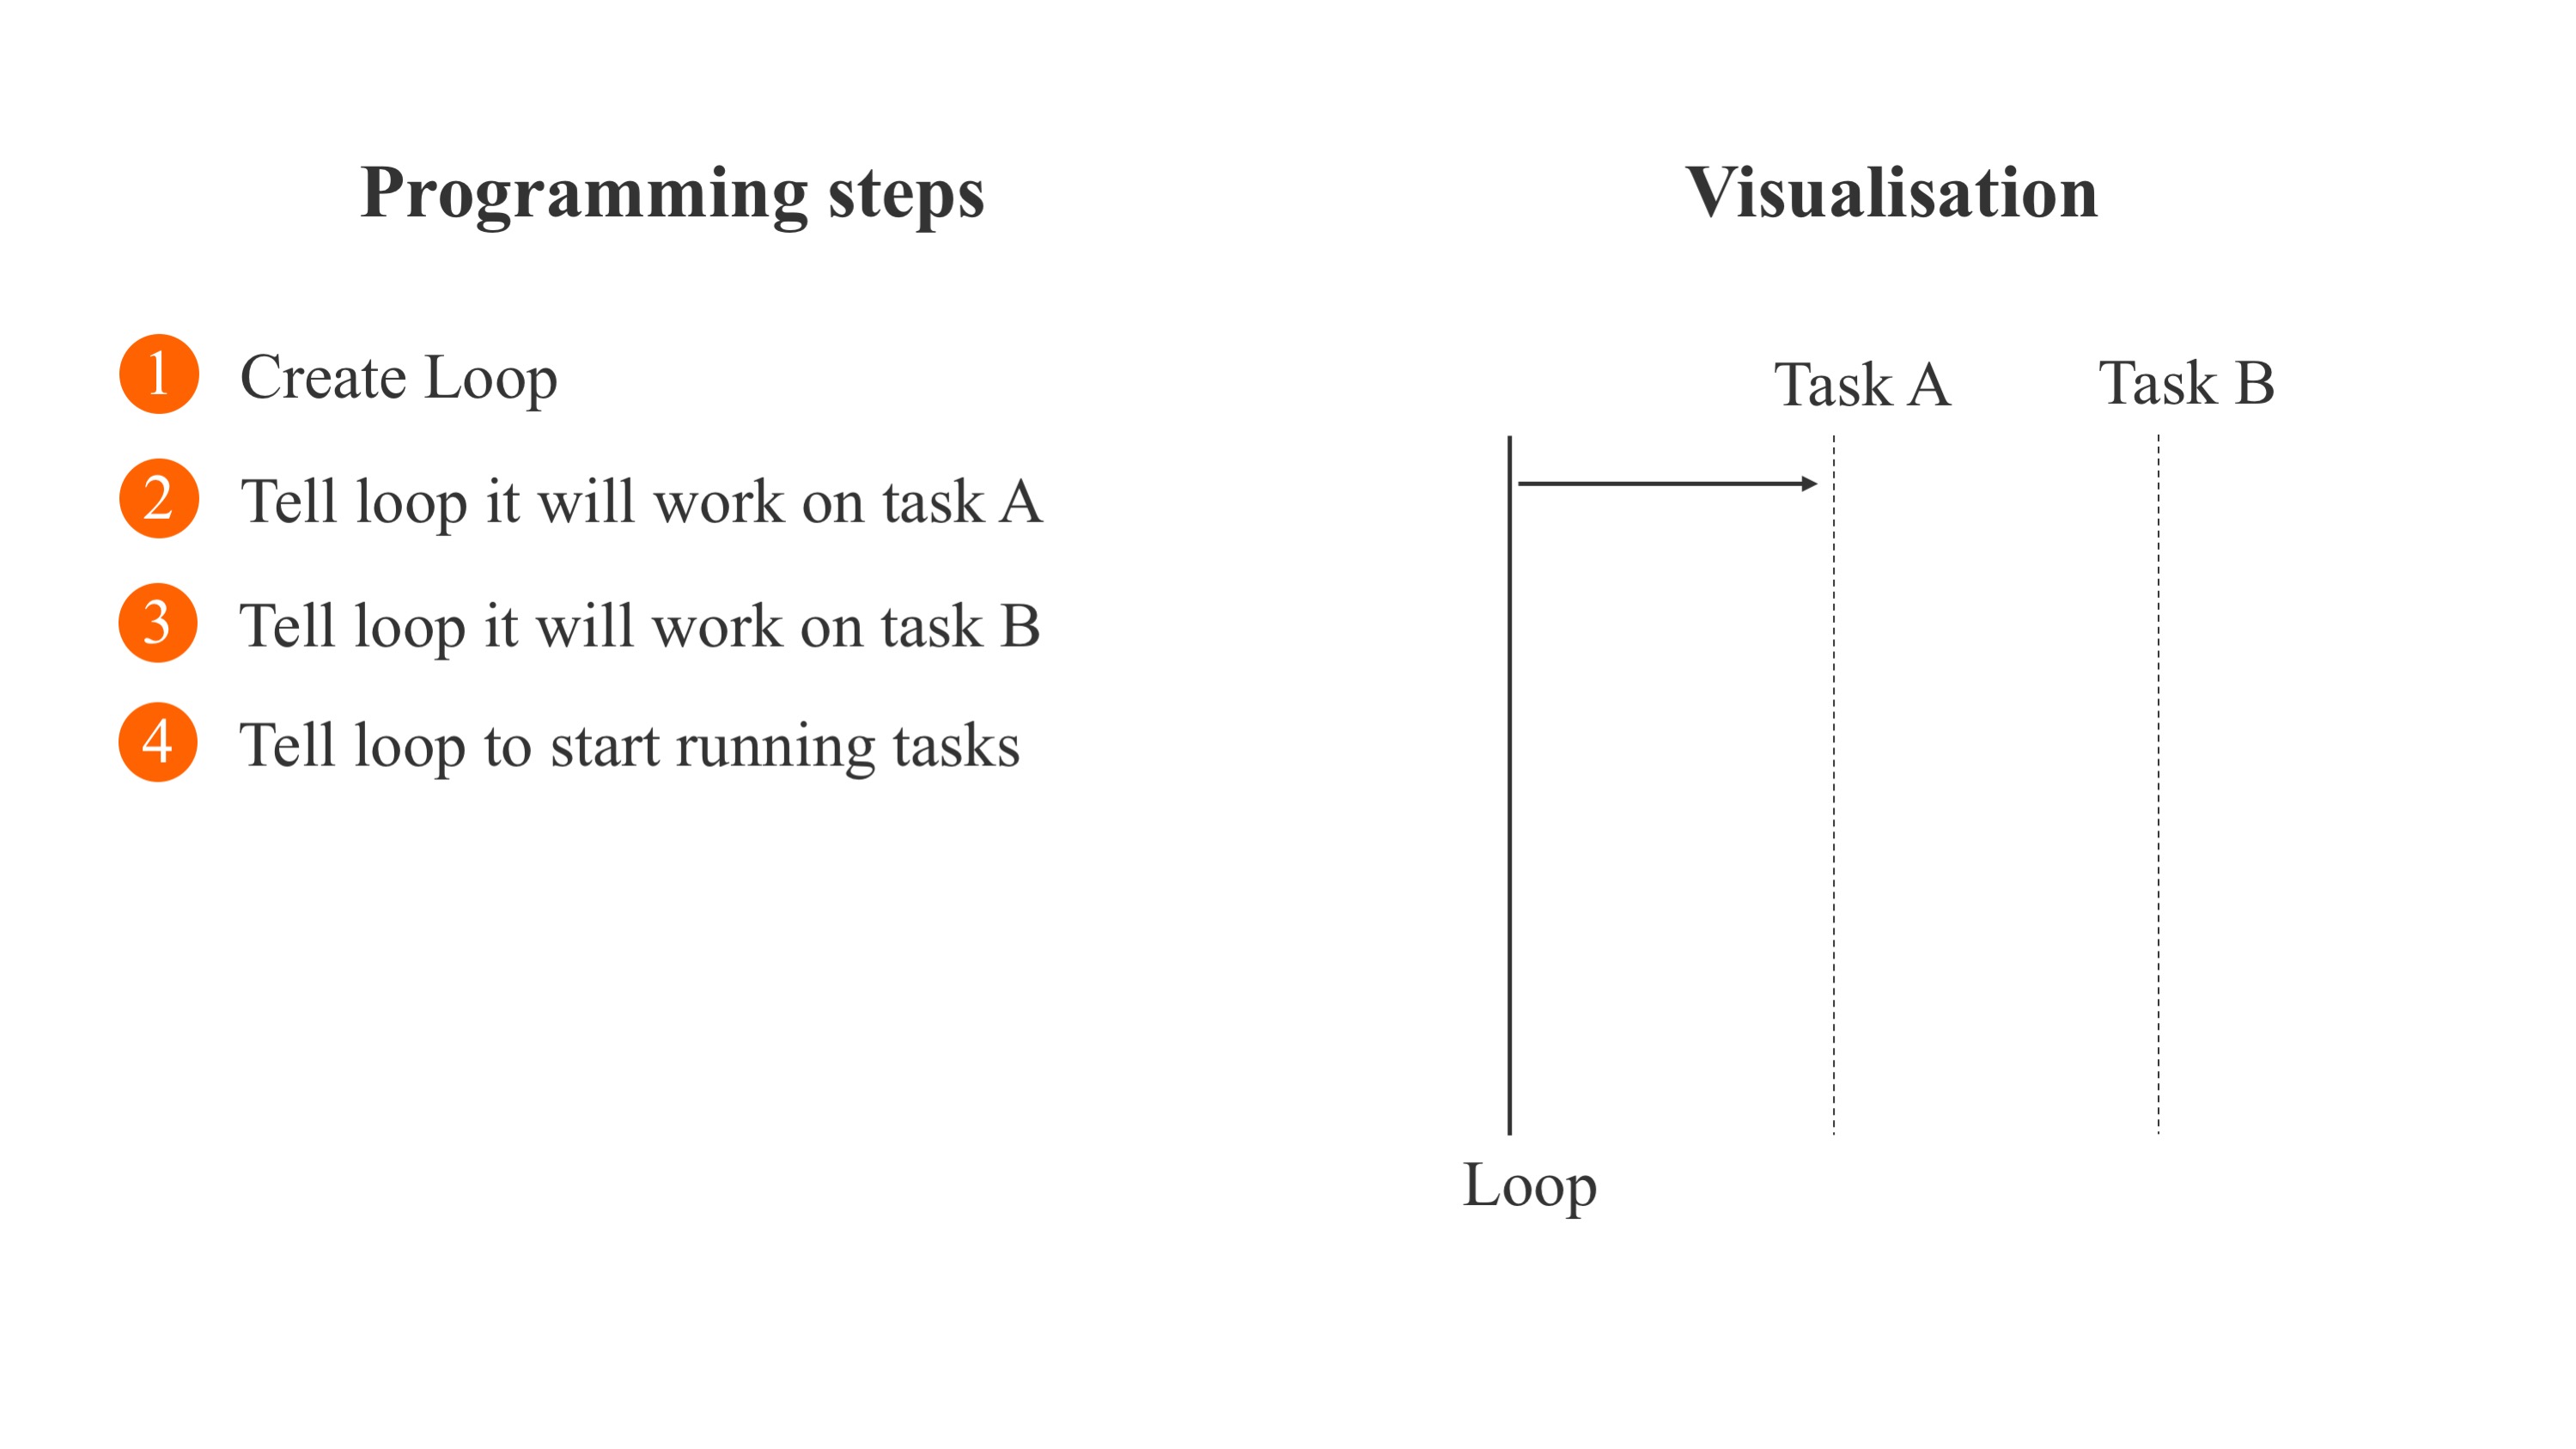 Programming steps
1 Create Loop
2 Tell loop it will work on task A
3 Tell loop it will work on task B
4 Tell loop to start running tasks
Visualisation
Task A Task B
Loop